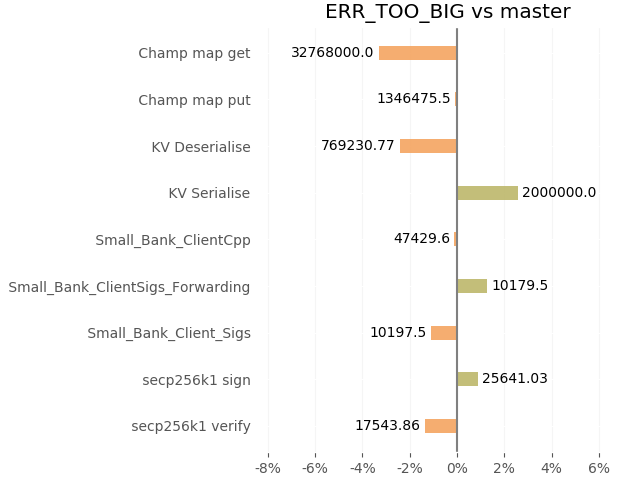 ERR_TOO_BIG vs master
Champ map get 32768000.0
Champ map put 1346475.5
KV Deserialise 769230.77
KV Serialise 2000000.0
Small_Bank_ClientCpp 47429.6
Small_Bank_ClientSigs_Forwarding 10179.5
Small_Bank_Client_Sigs 10197.5
secp256k1 sign 25641.03
secp256k1 verify 17543.86
-8% -6% -4% -2% 0% 2% 4% 6%